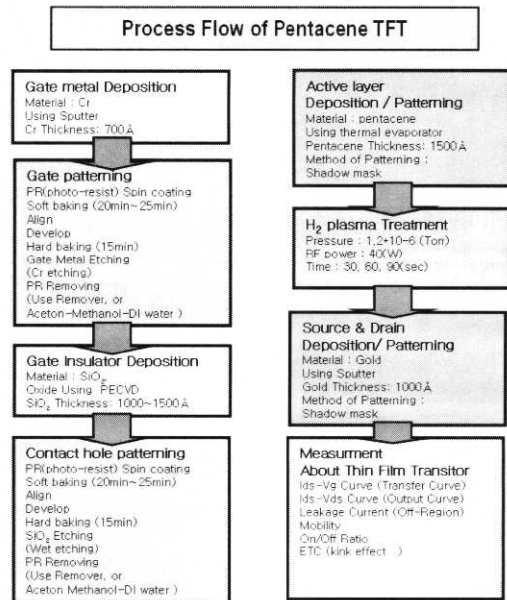 Process Flow of Pentacene TFT
Gate metal Deposition
Material : Cr
Using Sputter
Cr Thickness: 700Å
Gate patterning
PR(photo-resist) Spin coating
Soft baking (20min~25min)
Align
Develop
Hard baking (15min)
Gate Metal Etching
(Cr etching)
PR Removing
(Use Remover, or
Aceton-Methanol-DI water )
Gate Insulator Deposition
Material : SiO₂
Oxide Using PECVD
SiO₂ Thickness: 1000~1500Å
Contact hole patterning
PR(photo-resist) Spin coating
Soft baking (20min~25min)
Align
Develop
Hard baking (15min)
SiO₂ Etching
(Wet etching)
PR Removing
(Use Remover, or
Aceton Methanol-DI water )
Active layer
Deposition / Patterning
Material : pentacene
Using thermal evaporator
Pentacene Thickness: 1500Å
Method of Patterning :
Shadow mask
H₂ plasma Treatment
Pressure : 1.2*10-6 (Torr)
RF power : 40(W)
Time : 30, 60, 90(sec)
Source & Drain
Deposition/ Patterning
Material : Gold
Using Sputter
Gold Thickness: 1000Å
Method of Patterning :
Shadow mask
Measurment
About Thin Film Transitor
Ids-Vg Curve (Transfer Curve)
Ids-Vds Curve (Output Curve)
Leakage Current (Off-Region)
Mobility
On/Off Ratio
ETC (kink effect...)